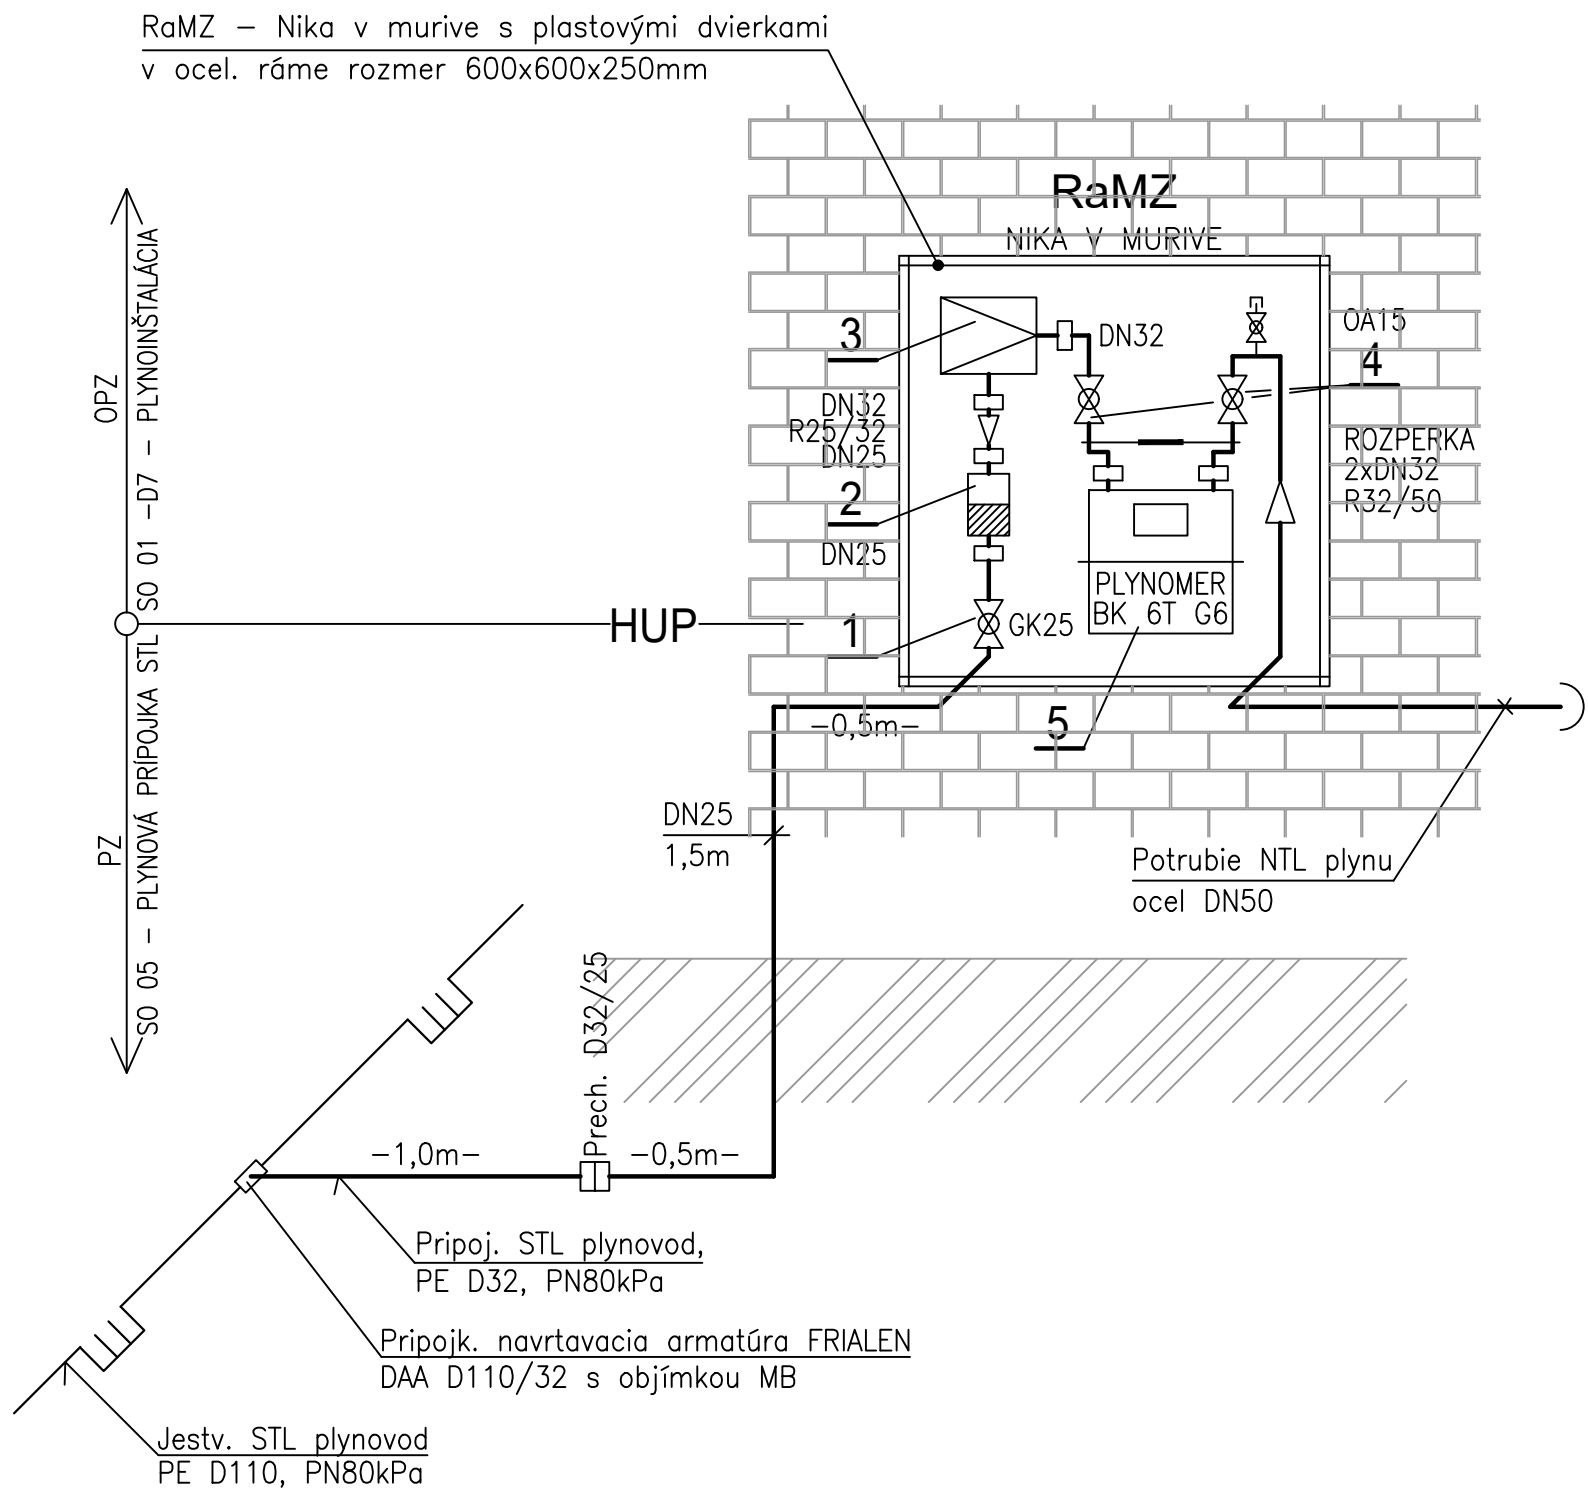 RaMZ – Nika v murive s plastovými dvierkami
v ocel. ráme rozmer 600x600x250mm
RaMZ
NIKA V MURIVE
OPZ
PZ
SO 01 -D7 - PLYNOINŠTALÁCIA
SO 05 - PLYNOVÁ PRÍPOJKA STL
HUP
3
DN32
OA15
4
DN32
R25/32
DN25
2
DN25
ROZPERKA
2xDN32
R32/50
PLYNOMER
BK 6T G6
1
GK25
-0,5m-
5
DN25
1,5m
Potrubie NTL plynu
ocel DN50
Prech. D32/25
-1,0m-
-0,5m-
Pripoj. STL plynovod,
PE D32, PN80kPa
Pripojk. navrtavacia armatúra FRIALEN
DAA D110/32 s objímkou MB
Jestv. STL plynovod
PE D110, PN80kPa